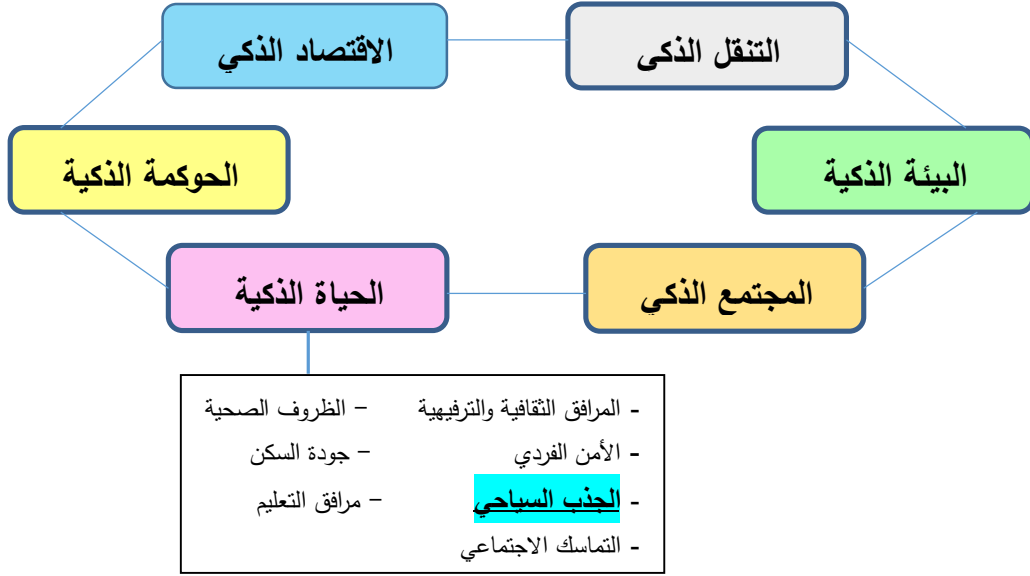 التنقل الذكى
الاقتصاد الذكي
البيئة الذكية
الحوكمة الذكية
المجتمع الذكي
الحياة الذكية
- المرافق الثقافية والترفيهية – الظروف الصحية
- الأمن الفردي – جودة السكن
- الجذب السياحي – مرافق التعليم
- التماسك الاجتماعي